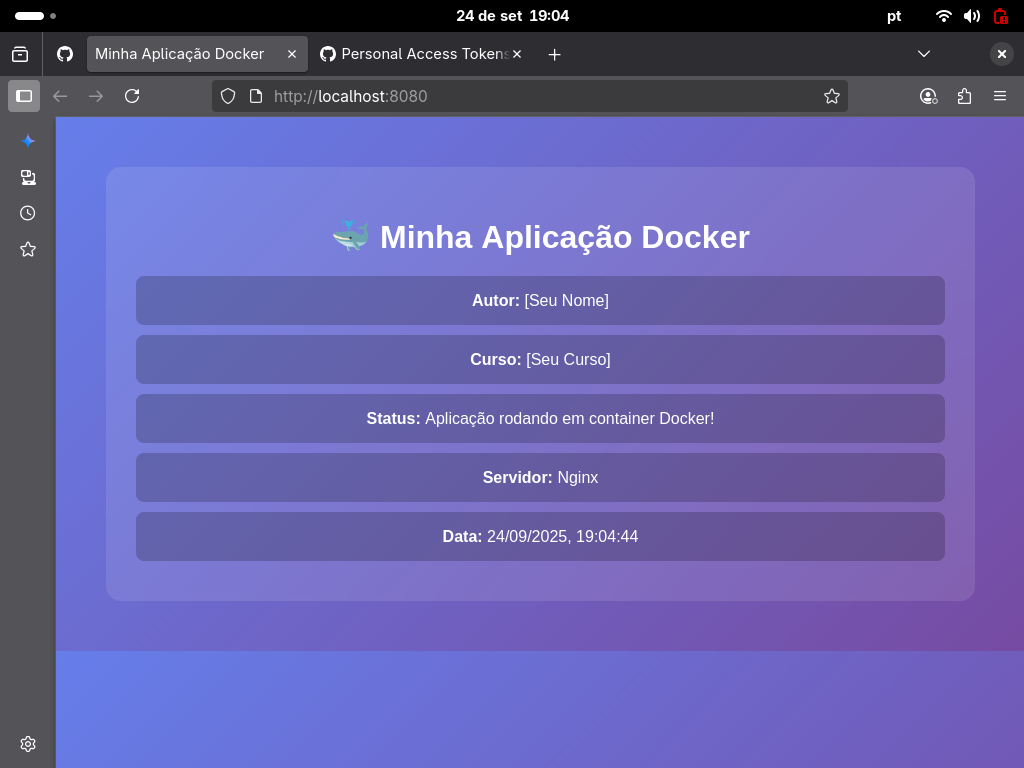 24 de set 19:04
pt
Minha Aplicação Docker
Personal Access Tokens
http://localhost:8080
Minha Aplicação Docker
Autor: [Seu Nome]
Curso: [Seu Curso]
Status: Aplicação rodando em container Docker!
Servidor: Nginx
Data: 24/09/2025, 19:04:44